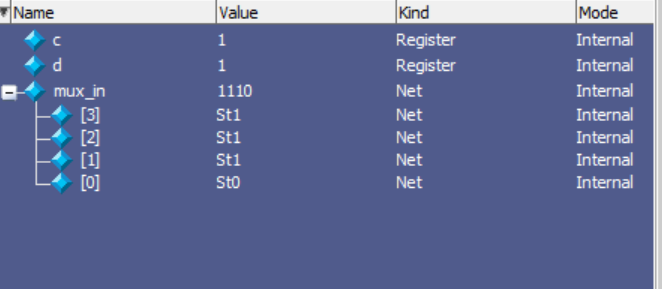 Name Value Kind Mode
c 1 Register Internal
d 1 Register Internal
mux_in 1110 Net Internal
[3] St1 Net Internal
[2] St1 Net Internal
[1] St1 Net Internal
[0] St0 Net Internal